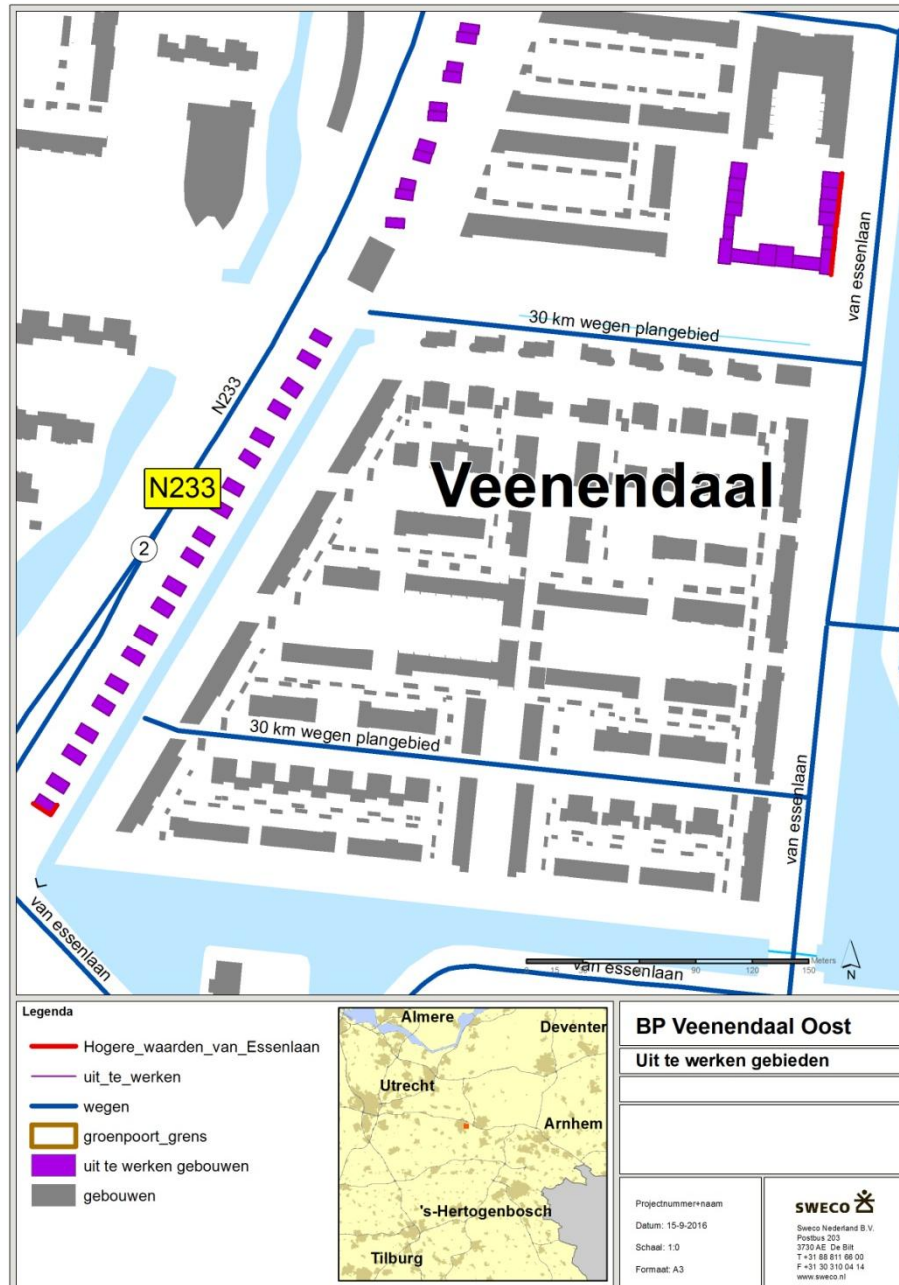 van essenlaan
30 km wegen plangebied
N233
Veenendaal
N233
2
30 km wegen plangebied
van essenlaan
van essenlaan
van essenlaan
0 15 90 120 150 Meters
N
Legenda
Hogere_waarden_van_Essenlaan
uit_te_werken
wegen
groenpoort_grens
uit te werken gebouwen
gebouwen
Almere
Deventer
Utrecht
Arnhem
's-Hertogenbosch
Tilburg
BP Veenendaal Oost
Uit te werken gebieden
Projectnummer+naam
Datum: 15-9-2016
Schaal: 1:0
Formaat: A3
SWECO
Sweco Nederland B.V.
Postbus 203
3730 AE De Bilt
T +31 88 811 66 00
F +31 30 310 04 14
www.sweco.nl